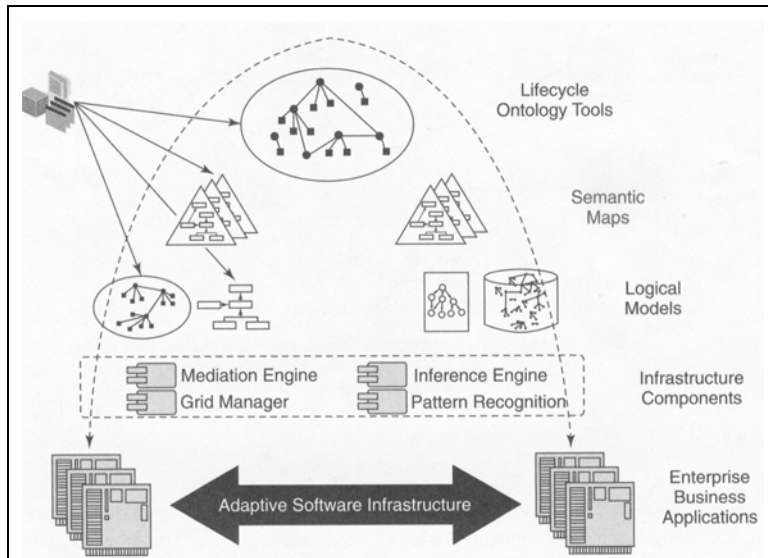 Lifecycle
Ontology Tools
Semantic
Maps
Logical
Models
Mediation Engine
Inference Engine
Grid Manager
Pattern Recognition
Infrastructure
Components
Adaptive Software Infrastructure
Enterprise
Business
Applications